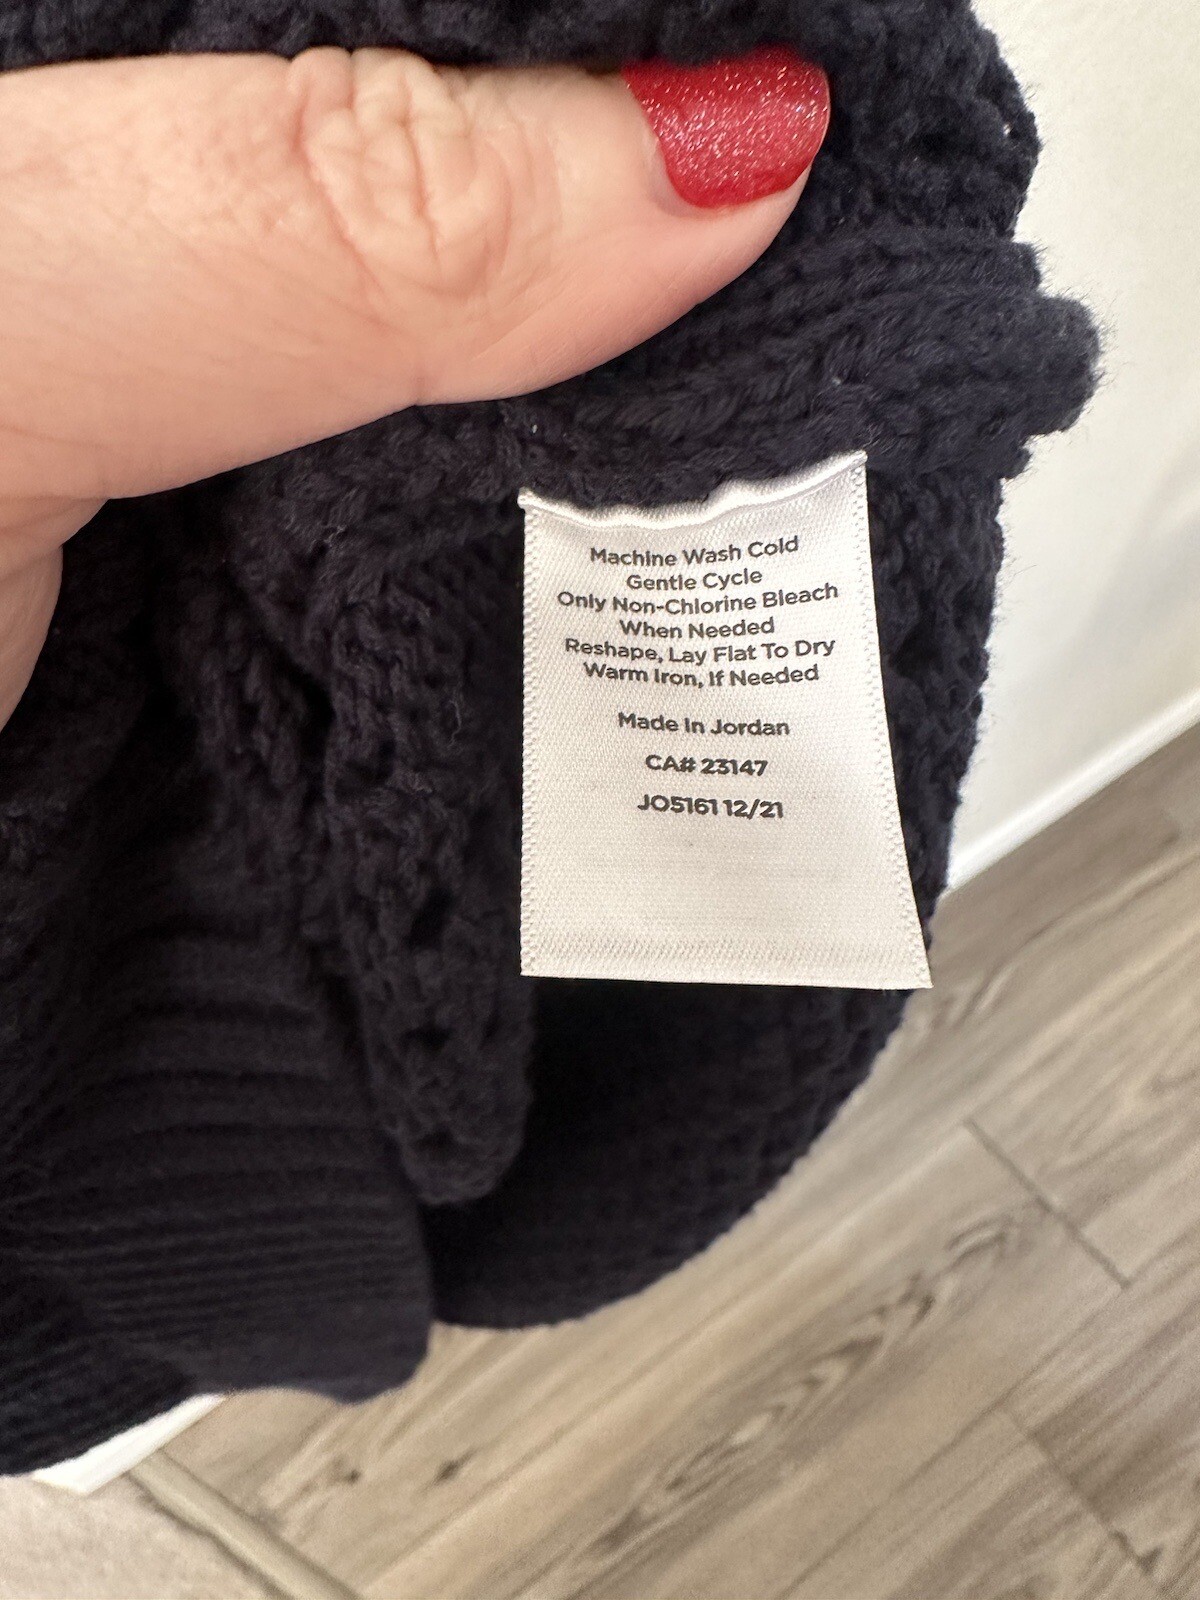 Machine Wash Cold
Gentle Cycle
Only Non-Chlorine Bleach
When Needed
Reshape, Lay Flat To Dry
Warm Iron, If Needed
Made In Jordan
CA# 23147
JO5161 12/21